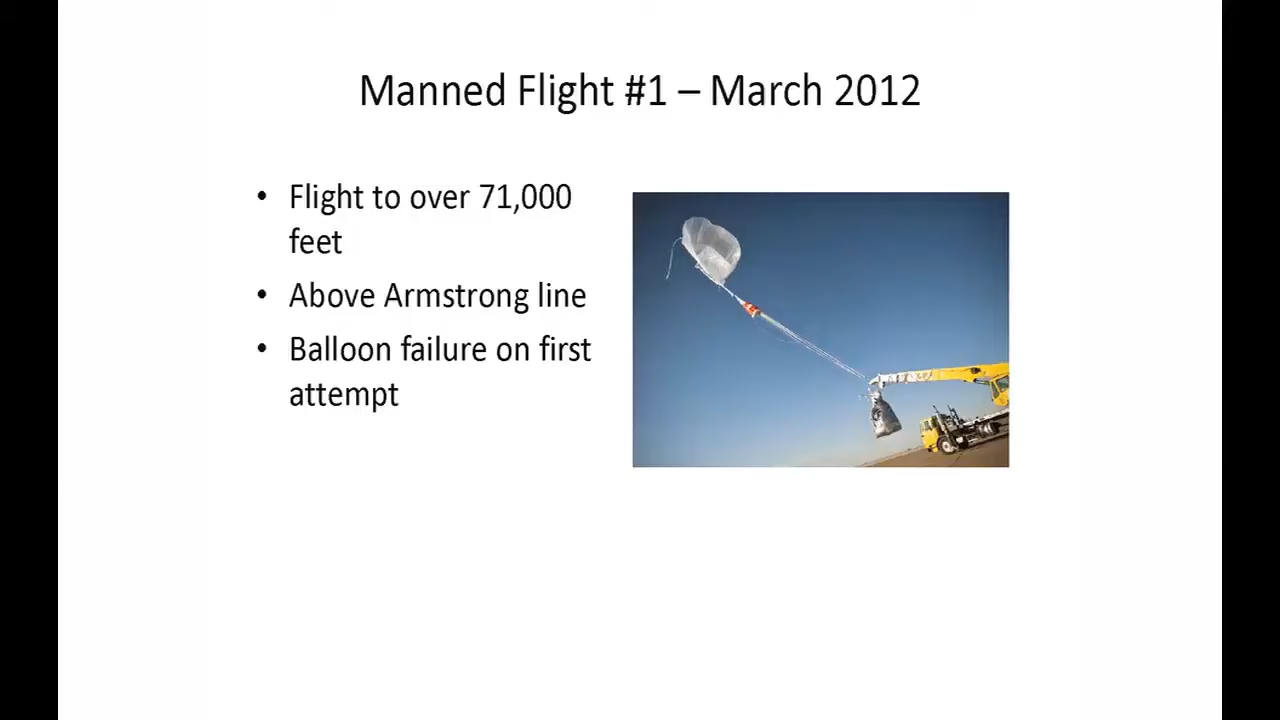 Manned Flight #1 – March 2012
• Flight to over 71,000
feet
• Above Armstrong line
• Balloon failure on first
attempt